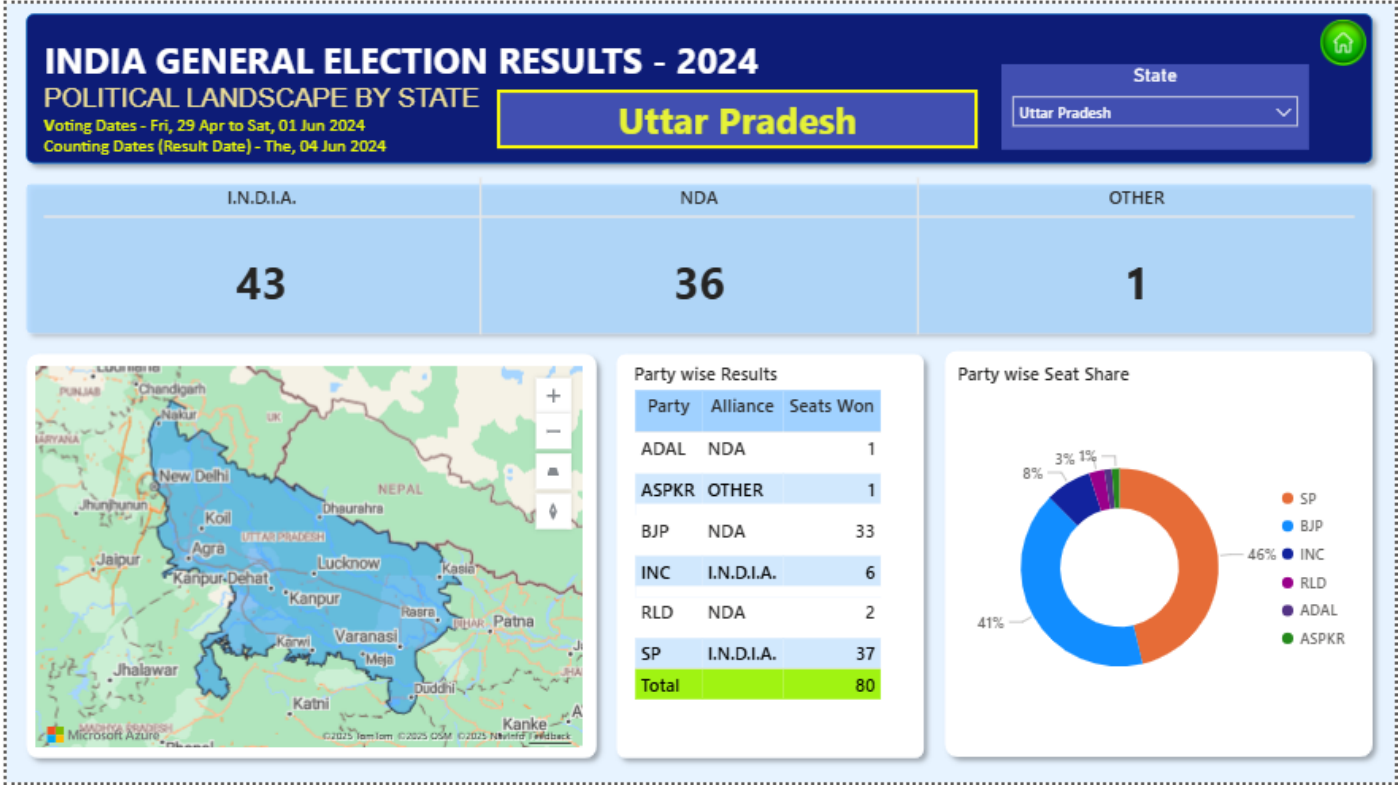 INDIA GENERAL ELECTION RESULTS - 2024
POLITICAL LANDSCAPE BY STATE
Voting Dates - Fri, 29 Apr to Sat, 01 Jun 2024
Counting Dates (Result Date) - The, 04 Jun 2024
Uttar Pradesh
State
Uttar Pradesh
I.N.D.I.A. NDA OTHER
43 36 1
Chandigarh
PUNJAB
Nakur
UK
New Delhi
NEPAL
Jhunjhunun
Dhaurahra
Koil
UTTAR PRADESH
Agra
Jaipur
Lucknow
Kasia
Kanpur Dehat
Kanpur
Rasra
BIHAR
Patna
Karwi
Varanasi
Meja
Jhalawar
Duddhi
Katni
Kanke
MADHYA PRADESH
Microsoft Azure
©2025 TomTom ©2025 OSM ©2025 NavInfo Feedback
Party wise Results
Party Alliance Seats Won
ADAL NDA 1
ASPKR OTHER 1
BJP NDA 33
INC I.N.D.I.A. 6
RLD NDA 2
SP I.N.D.I.A. 37
Total 80
Party wise Seat Share
3% 1%
8%
46%
41%
SP
BJP
INC
RLD
ADAL
ASPKR